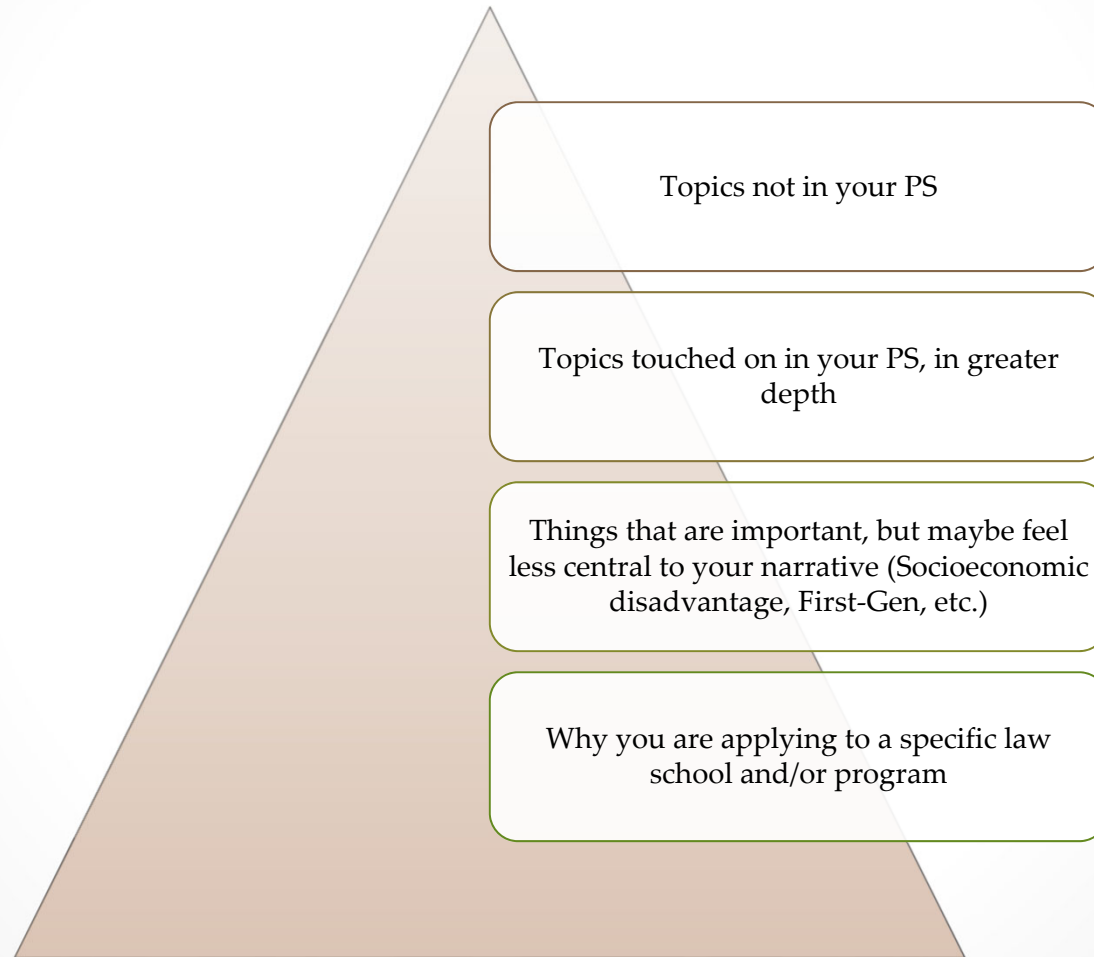 Topics not in your PS
Topics touched on in your PS, in greater
depth
Things that are important, but maybe feel
less central to your narrative (Socioeconomic
disadvantage, First-Gen, etc.)
Why you are applying to a specific law
school and/or program